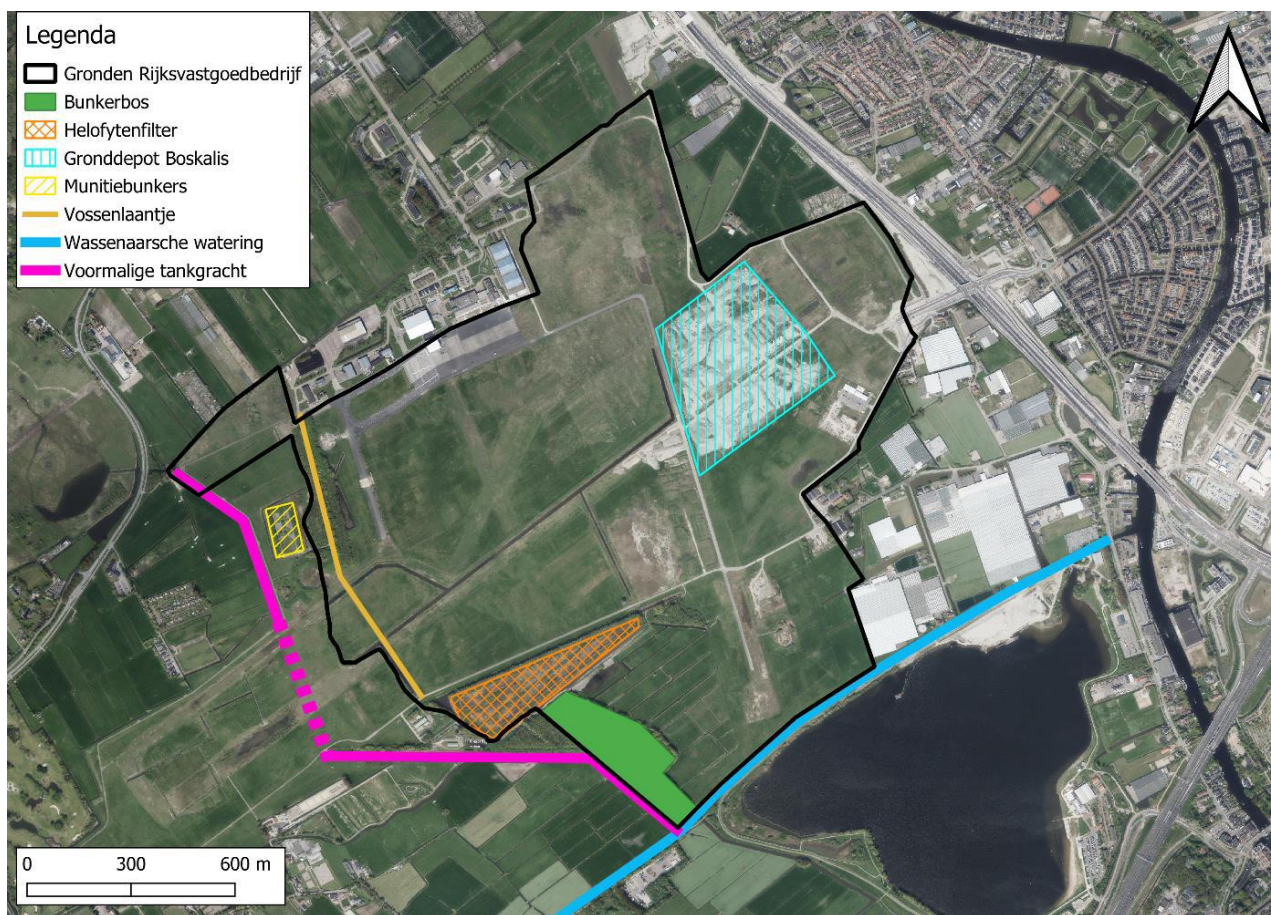 Legenda
Gronden Rijksvastgoedbedrijf
Bunkerbos
Helofytenfilter
Gronddepot Boskalis
Munitiebunkers
Vossenlaantje
Wassenaarsche watering
Voormalige tankgracht
0 300 600 m